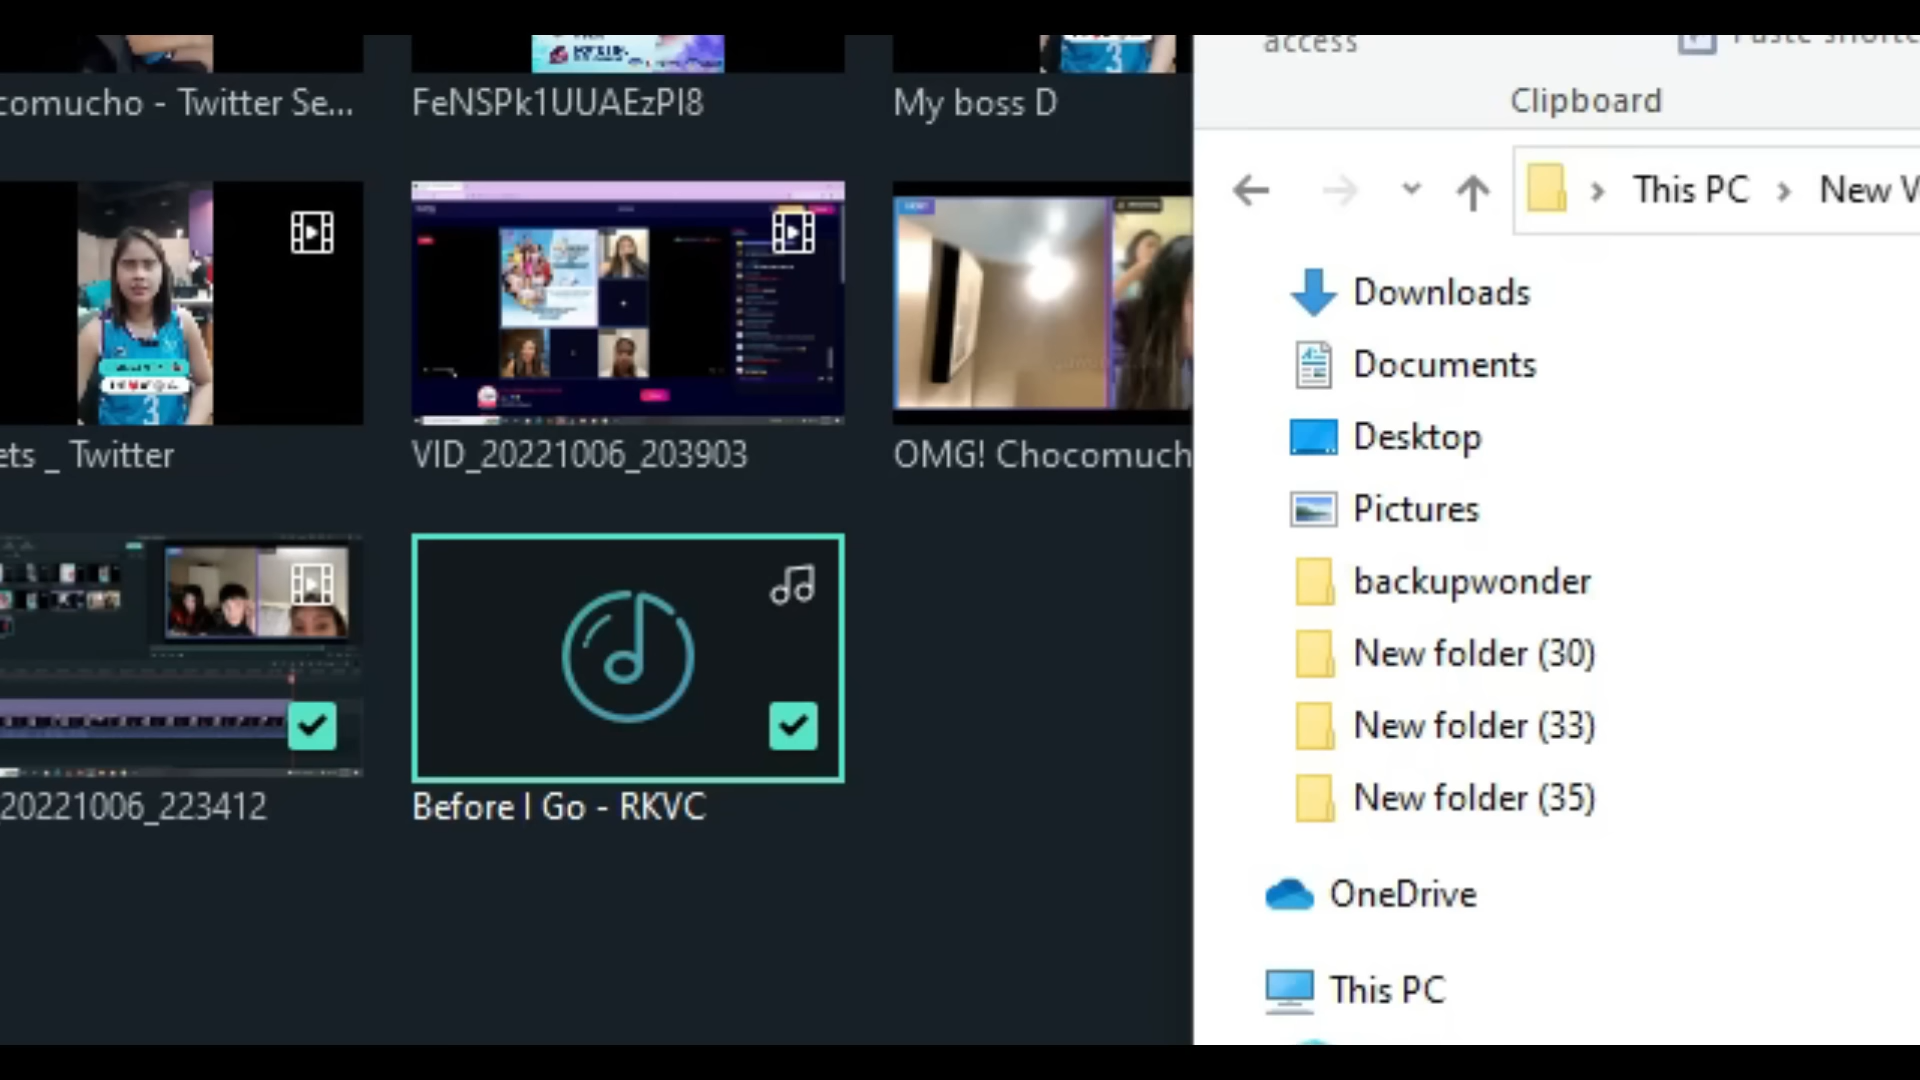 comucho - Twitter Se...
FeNSPk1UUAEzPI8
My boss D
ets _ Twitter
VID_20221006_203903
OMG! Chocomuch
20221006_223412
Before I Go - RKVC
access
Clipboard
This PC
New V
Downloads
Documents
Desktop
Pictures
backupwonder
New folder (30)
New folder (33)
New folder (35)
OneDrive
This PC